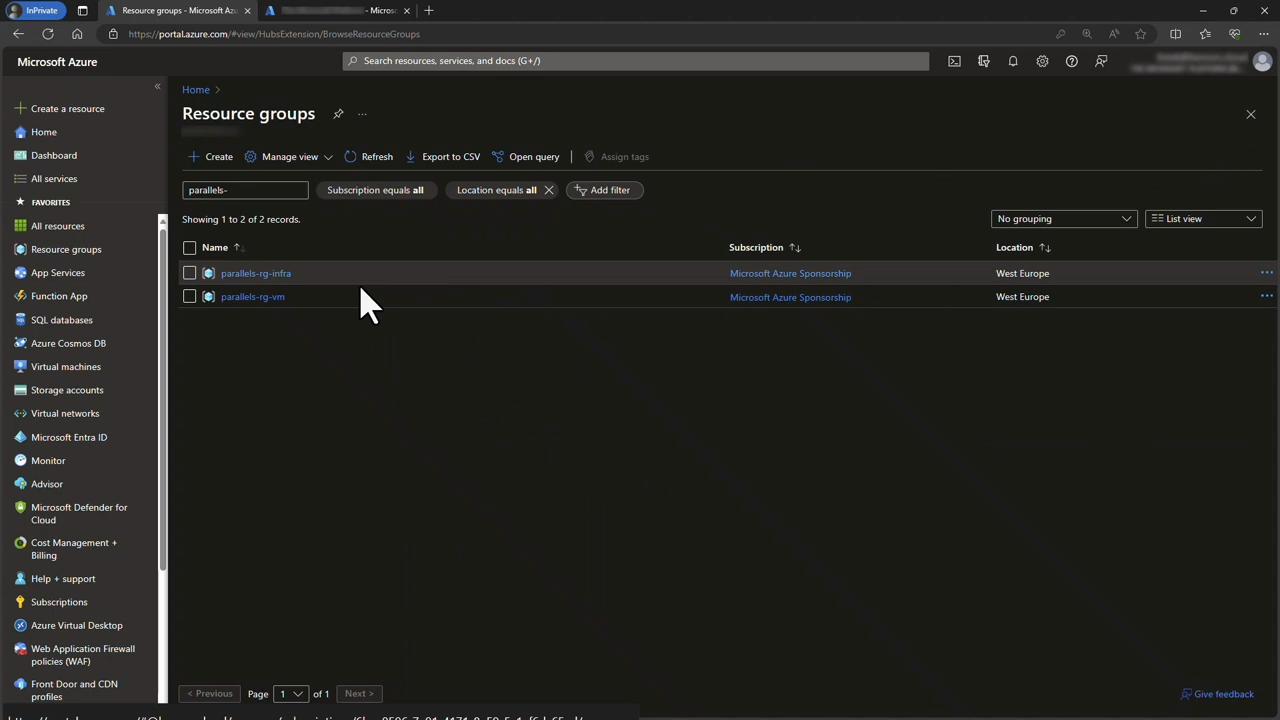 InPrivate
Resource groups - Microsoft Az
- Micros
https://portal.azure.com/#view/HubsExtension/BrowseResourceGroups
Microsoft Azure
Search resources, services, and docs (G+/)
Create a resource
Home
Dashboard
All services
FAVORITES
All resources
Resource groups
App Services
Function App
SQL databases
Azure Cosmos DB
Virtual machines
Storage accounts
Virtual networks
Microsoft Entra ID
Monitor
Advisor
Microsoft Defender for
Cloud
Cost Management +
Billing
Help + support
Subscriptions
Azure Virtual Desktop
Web Application Firewall
policies (WAF)
Front Door and CDN
profiles
Home >
Resource groups
Create Manage view Refresh Export to CSV Open query Assign tags
parallels- Subscription equals all Location equals all Add filter
Showing 1 to 2 of 2 records.
No grouping List view
Name Subscription Location
parallels-rg-infra Microsoft Azure Sponsorship West Europe
parallels-rg-vm Microsoft Azure Sponsorship West Europe
< Previous Page 1 of 1 Next >
Give feedback